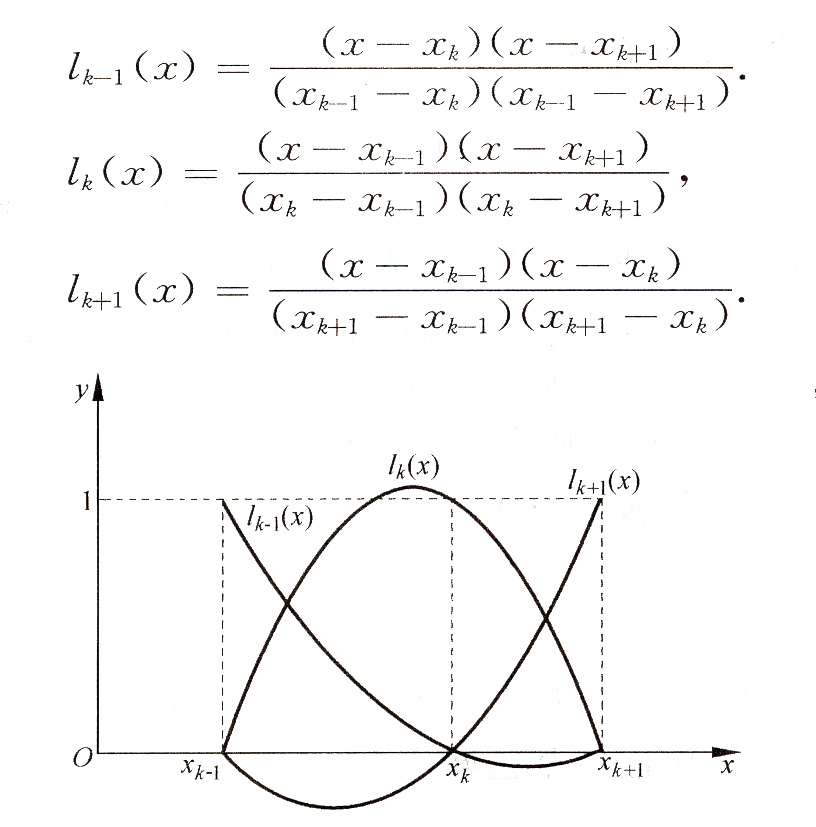 l_{k-1}(x) = \frac{(x - x_k)(x - x_{k+1})}{(x_{k-1} - x_k)(x_{k-1} - x_{k+1})}.
l_k(x) = \frac{(x - x_{k-1})(x - x_{k+1})}{(x_k - x_{k-1})(x_k - x_{k+1})},
l_{k+1}(x) = \frac{(x - x_{k-1})(x - x_k)}{(x_{k+1} - x_{k-1})(x_{k+1} - x_k)}.
y
l_k(x)
l_{k+1}(x)
1
l_{k-1}(x)
O
x_{k-1}
x_k
x_{k+1}
x